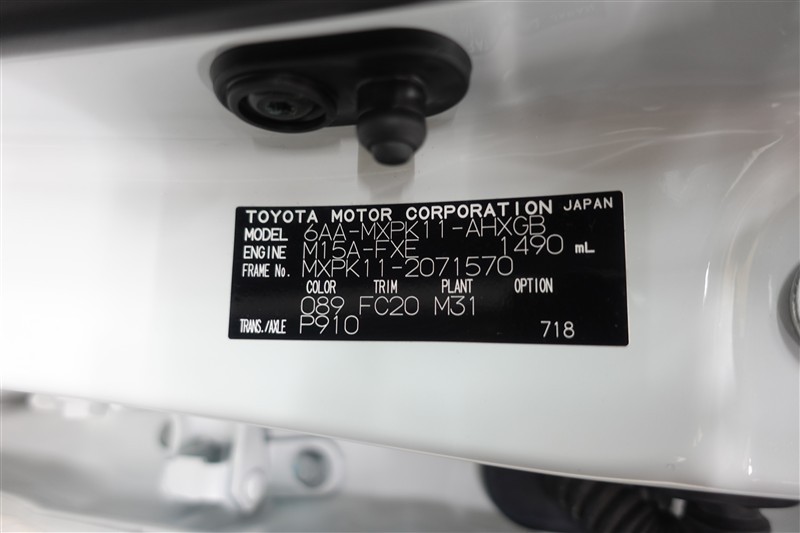 TOYOTA MOTOR CORPORATION JAPAN
MODEL 6AA-MXPK11-AHXGB
ENGINE M15A-FXE 1490 mL
FRAME No. MXPK11-2071570
COLOR TRIM PLANT OPTION
089 FC20 M31
TRANS./AXLE P910 718